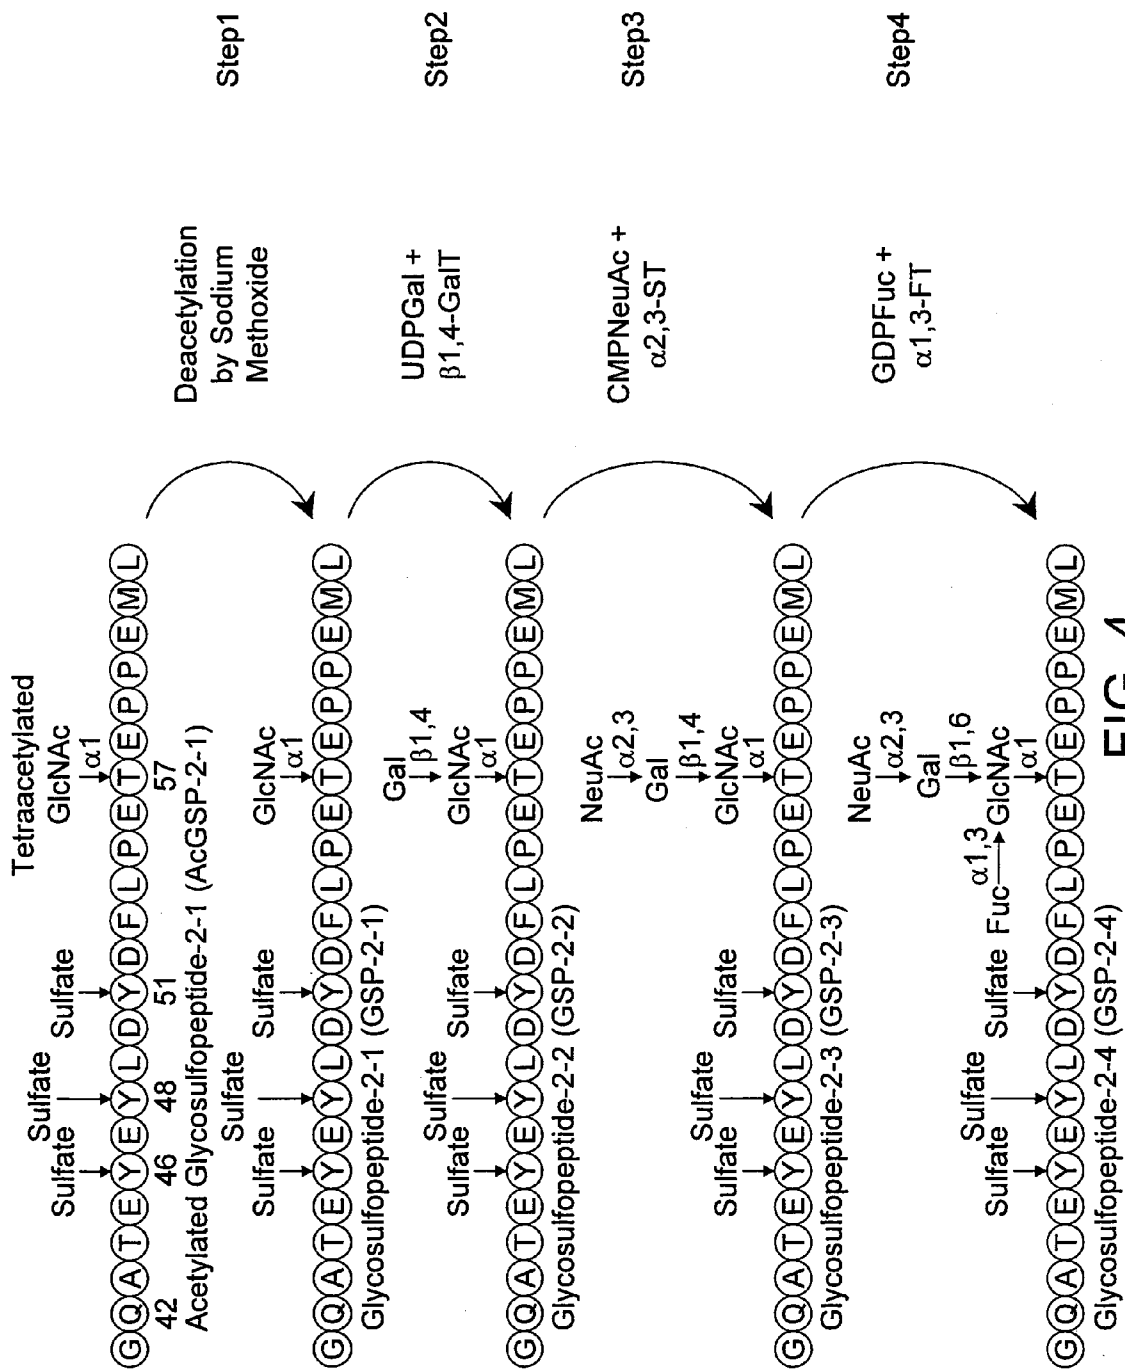 Tetraacetylated
Sulfate Sulfate Sulfate GlcNAc
α1
GQATEYEYLDYDFLPETEPPEML
42 46 48 51 57
Acetylated Glycosulfopeptide-2-1 (AcGSP-2-1)
Deacetylation
by Sodium
Methoxide
Step1
Sulfate Sulfate Sulfate GlcNAc
α1
GQATEYEYLDYDFLPETEPPEML
Glycosulfopeptide-2-1 (GSP-2-1)
UDPGal +
β1,4-GalT
Step2
Gal
β1,4
Sulfate Sulfate Sulfate GlcNAc
α1
GQATEYEYLDYDFLPETEPPEML
Glycosulfopeptide-2-2 (GSP-2-2)
CMPNeuAc +
α2,3-ST
Step3
NeuAc
α2,3
Gal
β1,4
Sulfate Sulfate Sulfate GlcNAc
α1
GQATEYEYLDYDFLPETEPPEML
Glycosulfopeptide-2-3 (GSP-2-3)
GDPFuc +
α1,3-FT
Step4
NeuAc
α2,3
Gal
β1,6
α1,3
Sulfate Sulfate Sulfate Fuc GlcNAc
α1
GQATEYEYLDYDFLPETEPPEML
Glycosulfopeptide-2-4 (GSP-2-4)
FIG. 4